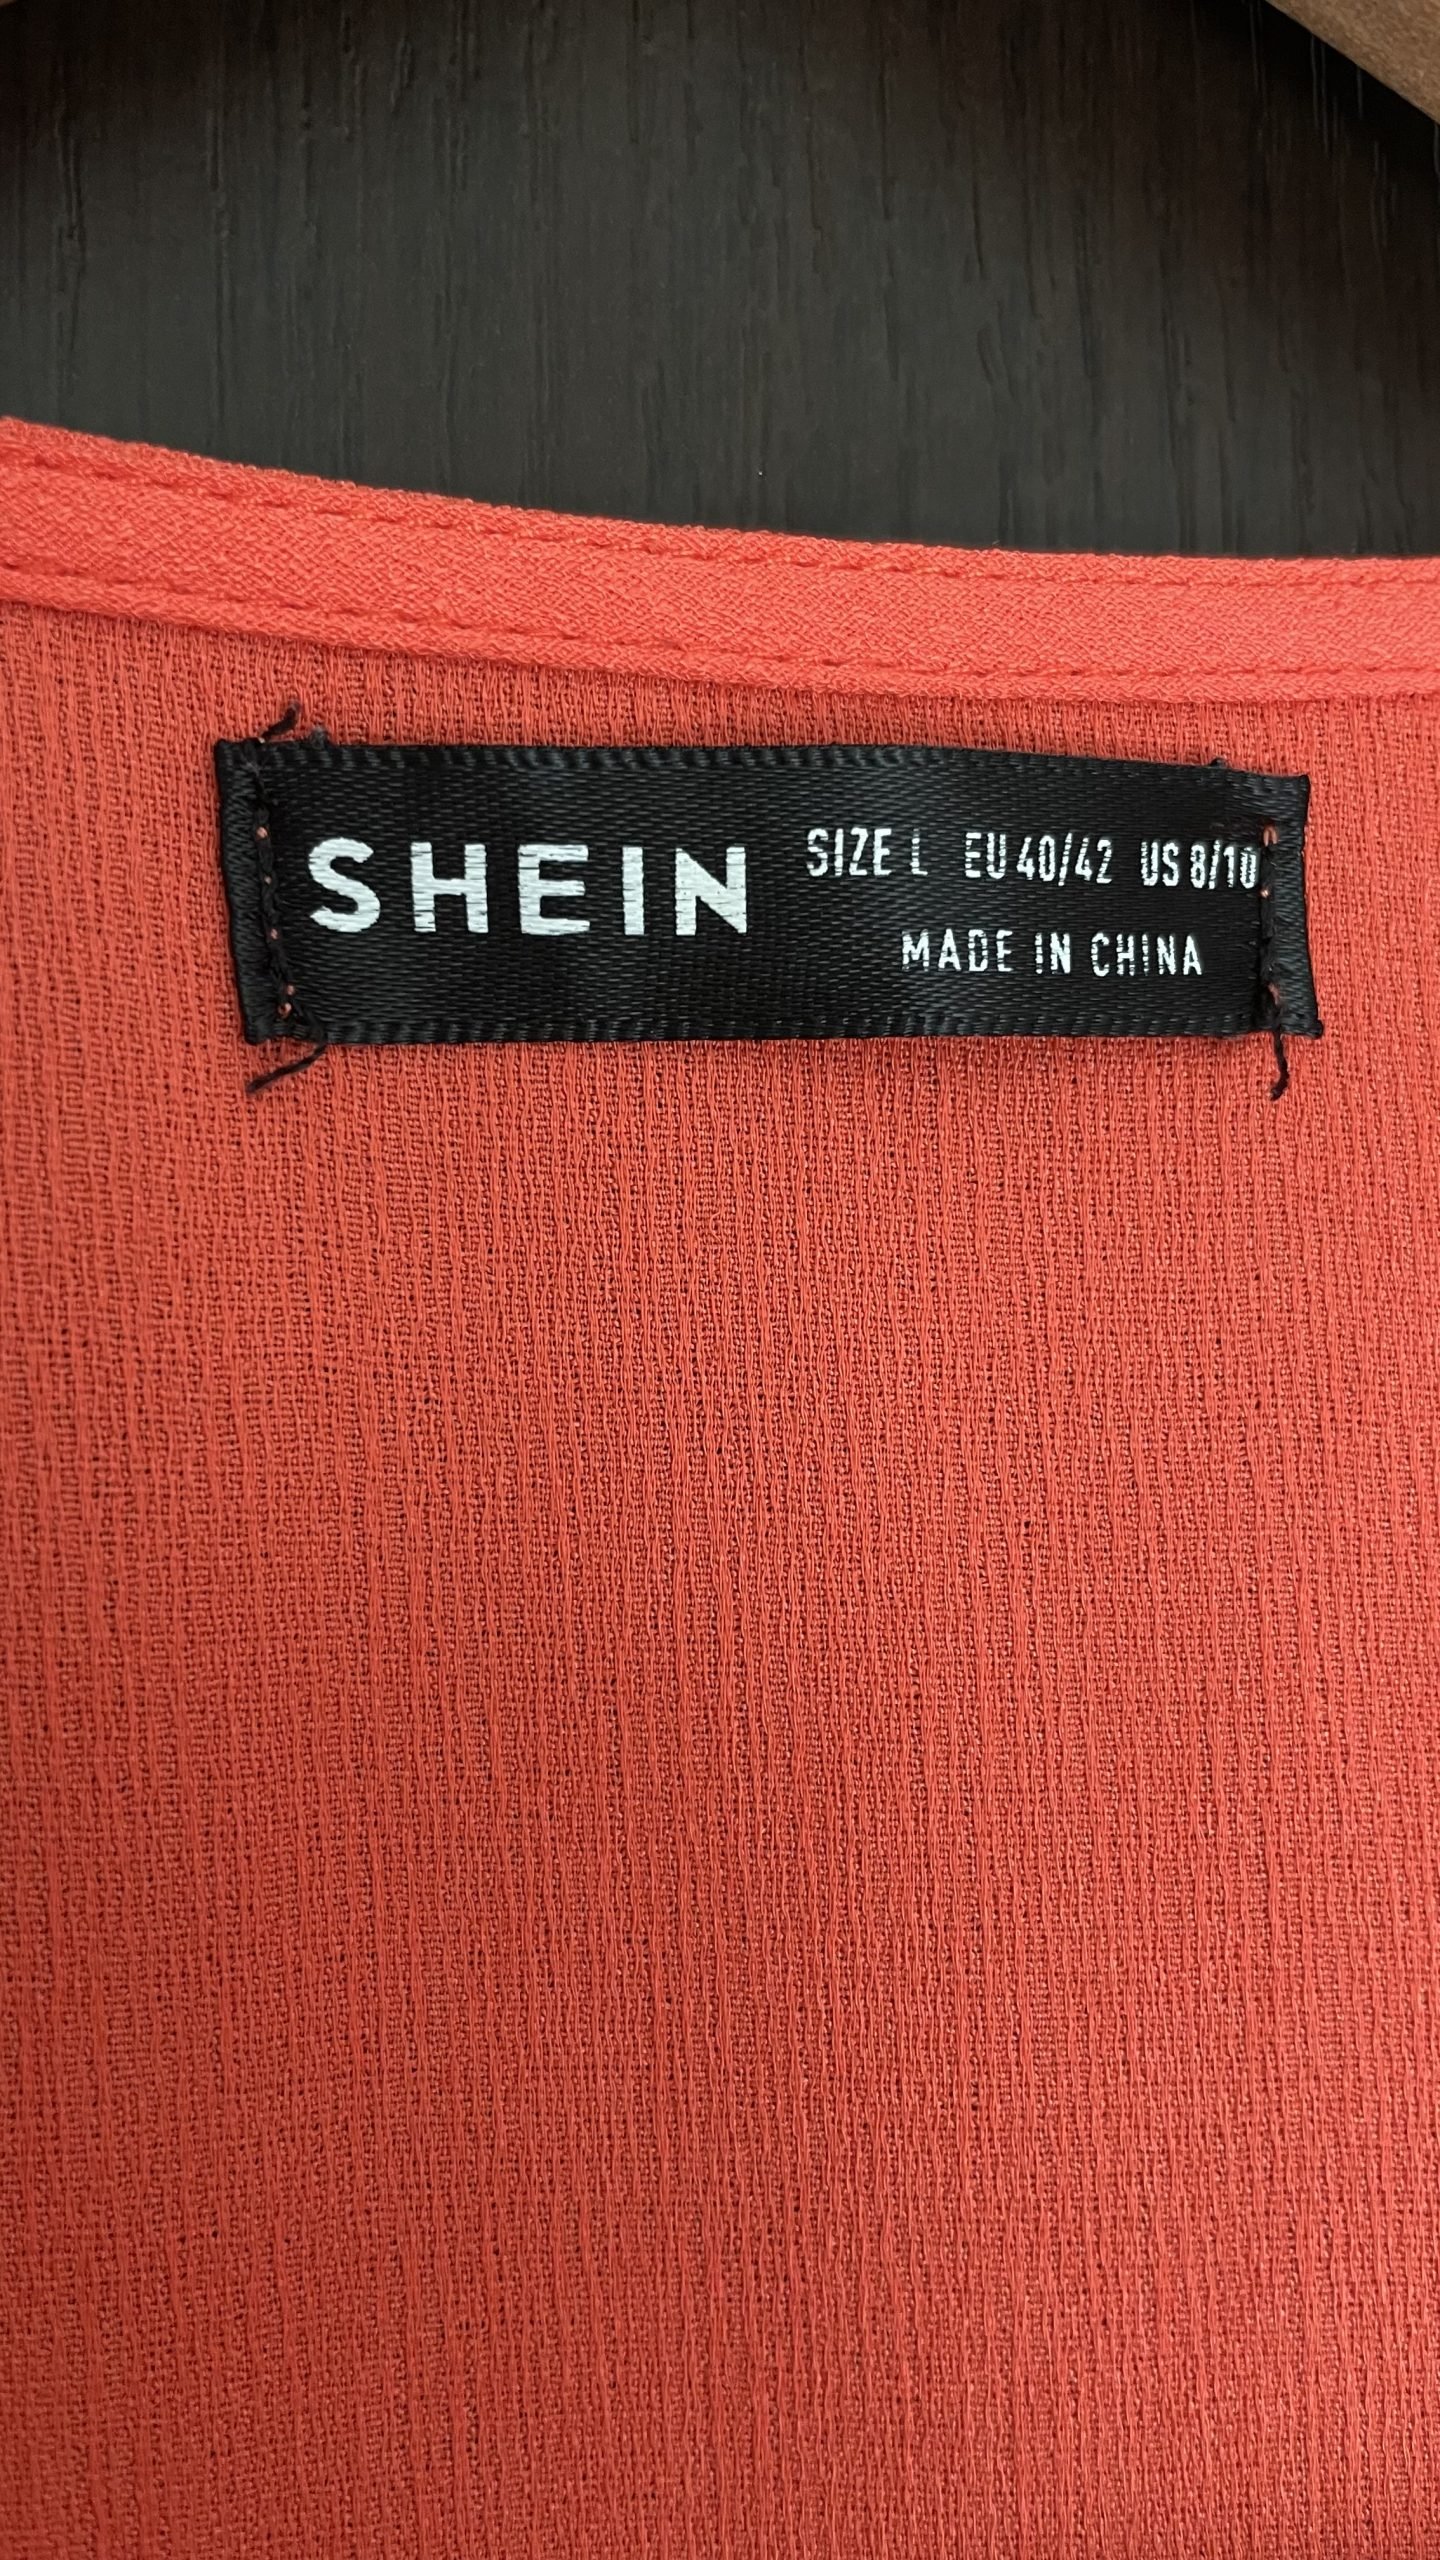 SHEIN
SIZE L EU 40/42 US 8/10
MADE IN CHINA